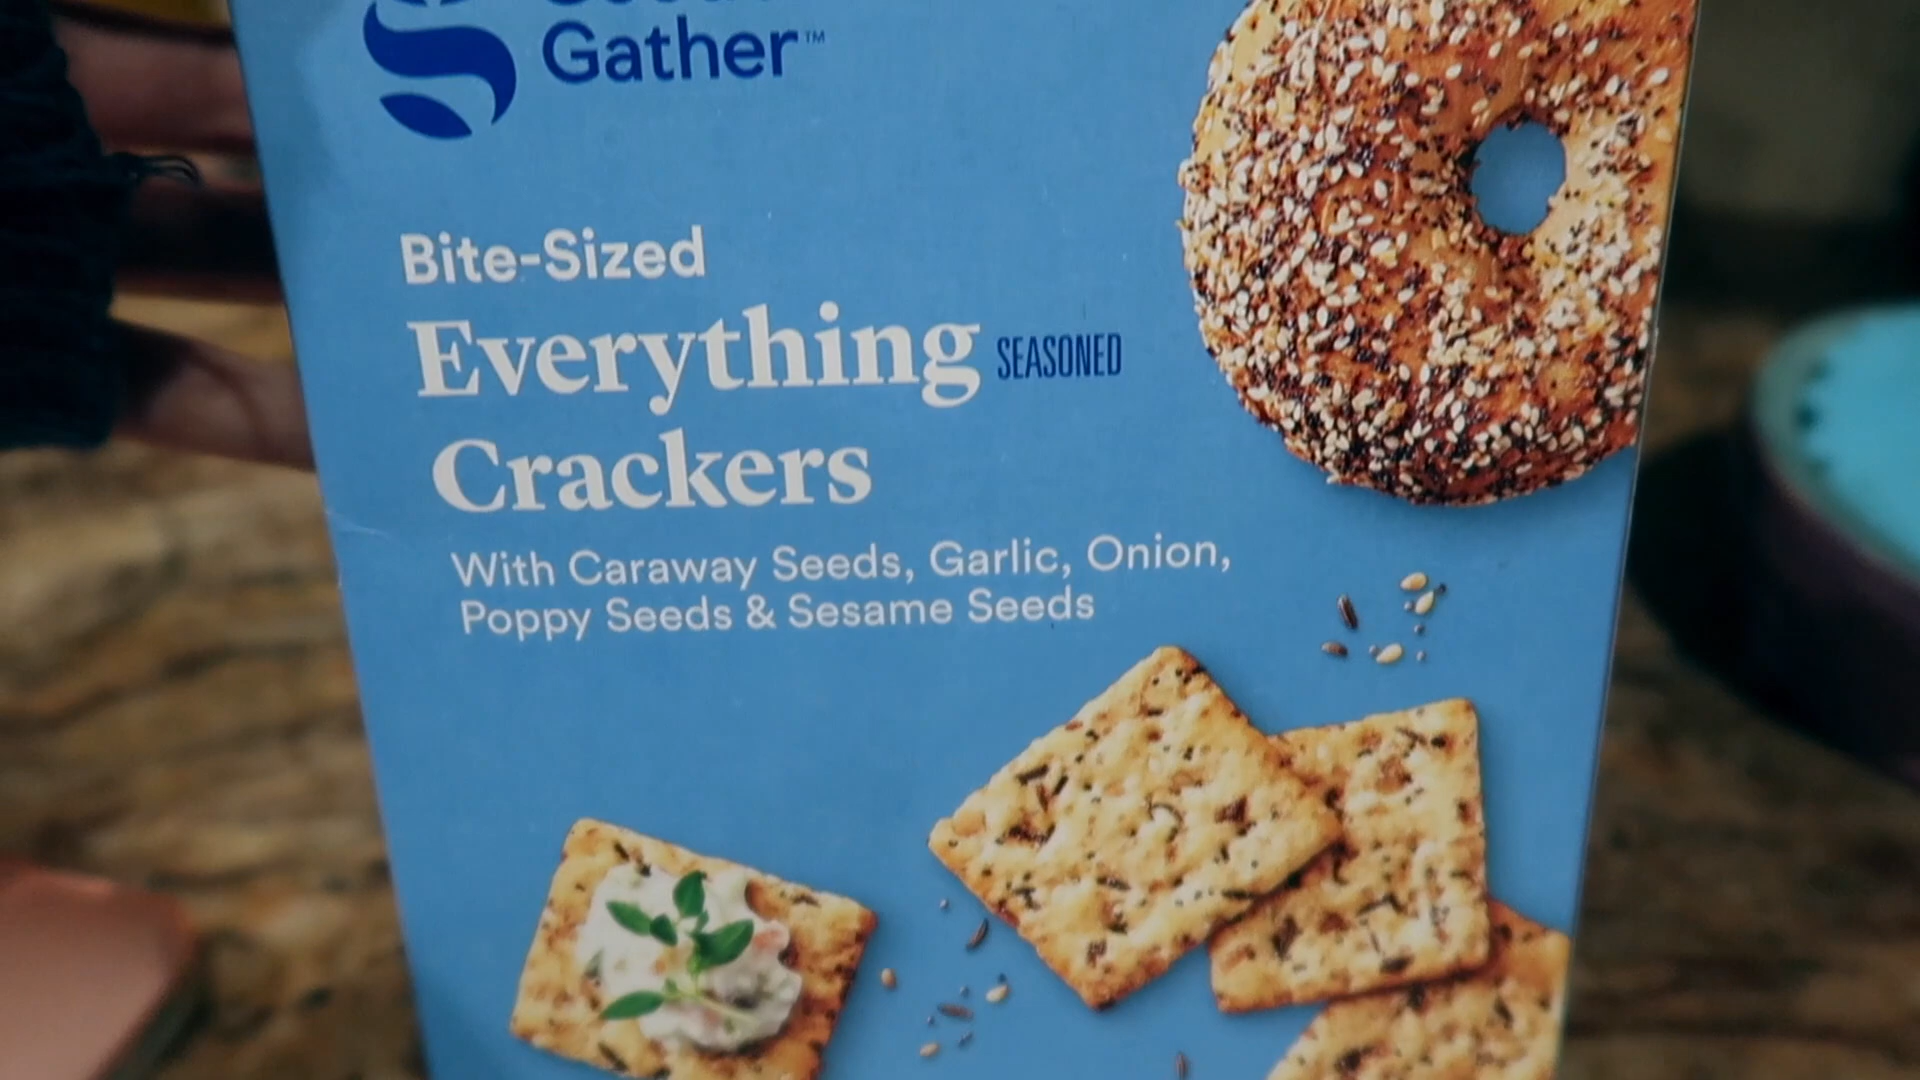 Gather™
Bite-Sized
Everything SEASONED
Crackers
With Caraway Seeds, Garlic, Onion,
Poppy Seeds & Sesame Seeds